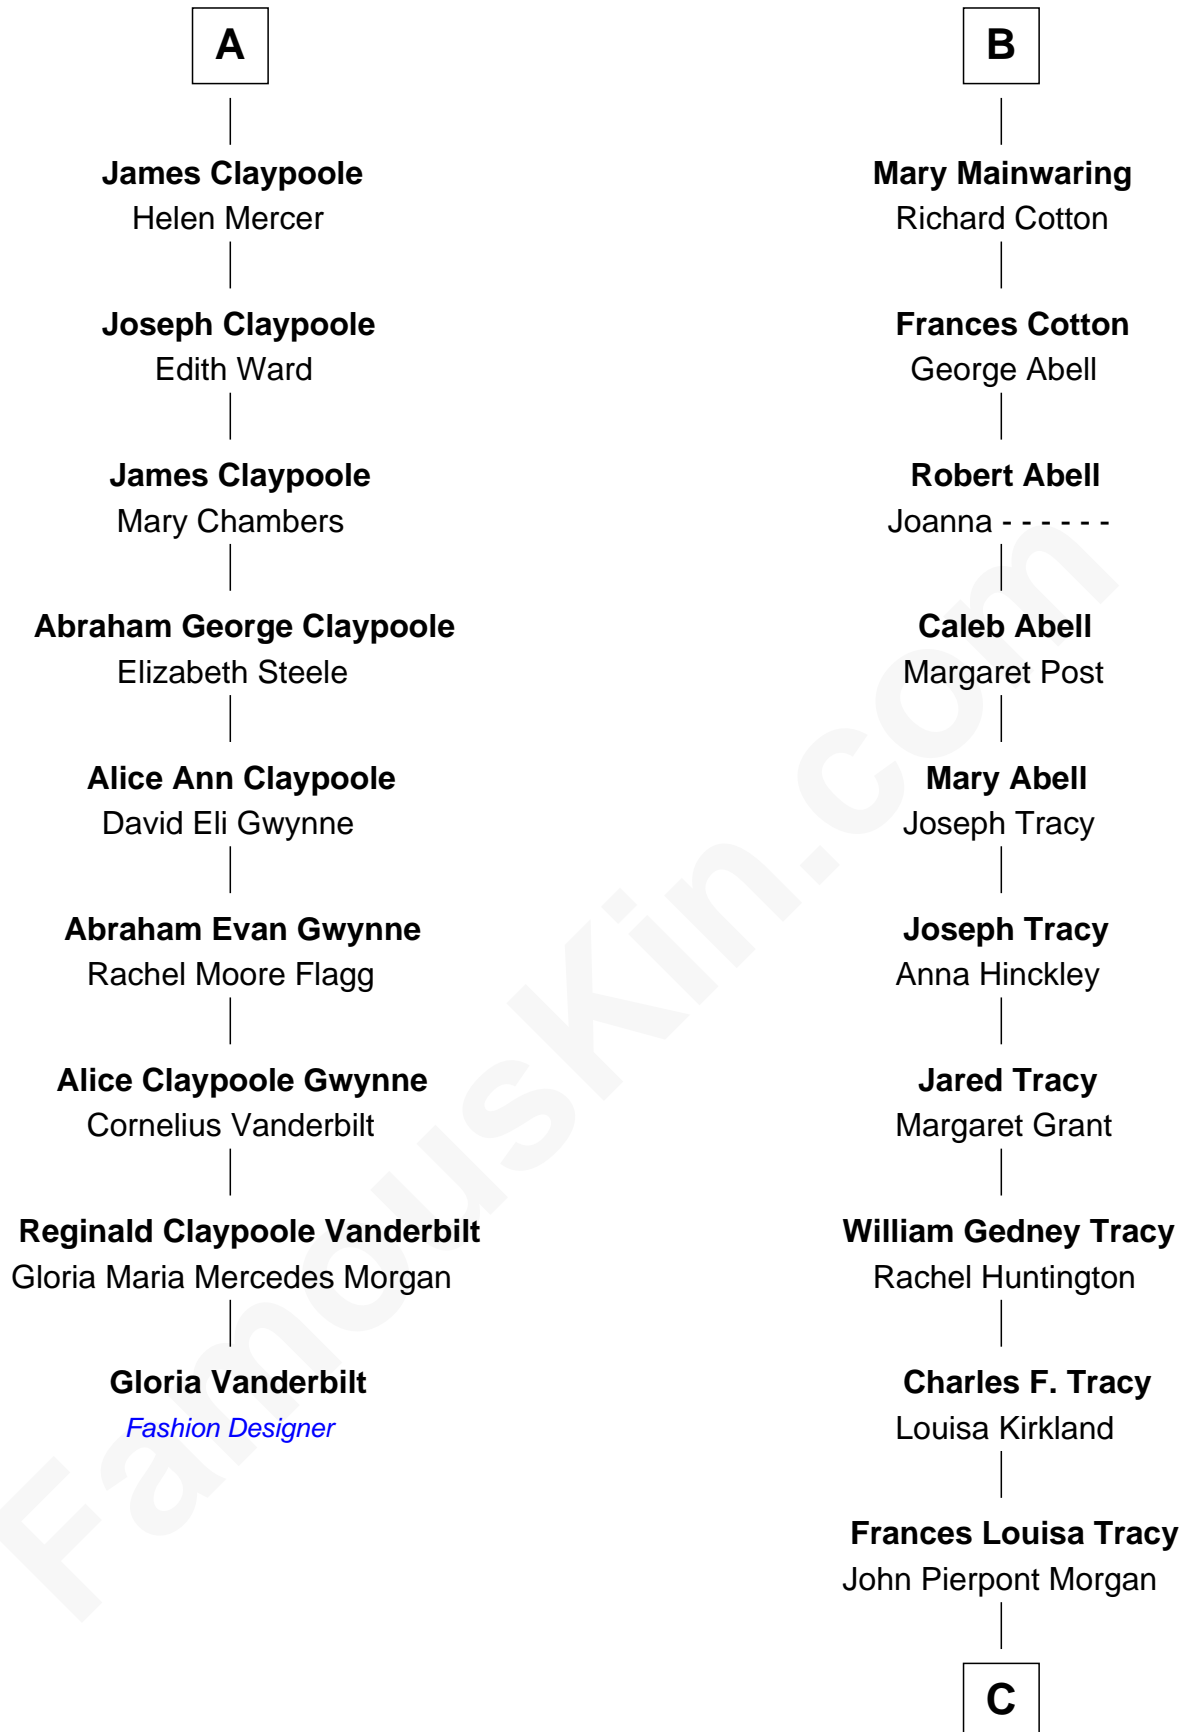 A
James Claypoole
Helen Mercer
Joseph Claypoole
Edith Ward
James Claypoole
Mary Chambers
Abraham George Claypoole
Elizabeth Steele
Alice Ann Claypoole
David Eli Gwynne
Abraham Evan Gwynne
Rachel Moore Flagg
Alice Claypoole Gwynne
Cornelius Vanderbilt
Reginald Claypoole Vanderbilt
Gloria Maria Mercedes Morgan
Gloria Vanderbilt
Fashion Designer
B
Mary Mainwaring
Richard Cotton
Frances Cotton
George Abell
Robert Abell
Joanna - - - - - -
Caleb Abell
Margaret Post
Mary Abell
Joseph Tracy
Joseph Tracy
Anna Hinckley
Jared Tracy
Margaret Grant
William Gedney Tracy
Rachel Huntington
Charles F. Tracy
Louisa Kirkland
Frances Louisa Tracy
John Pierpont Morgan
C
FamousKin.com